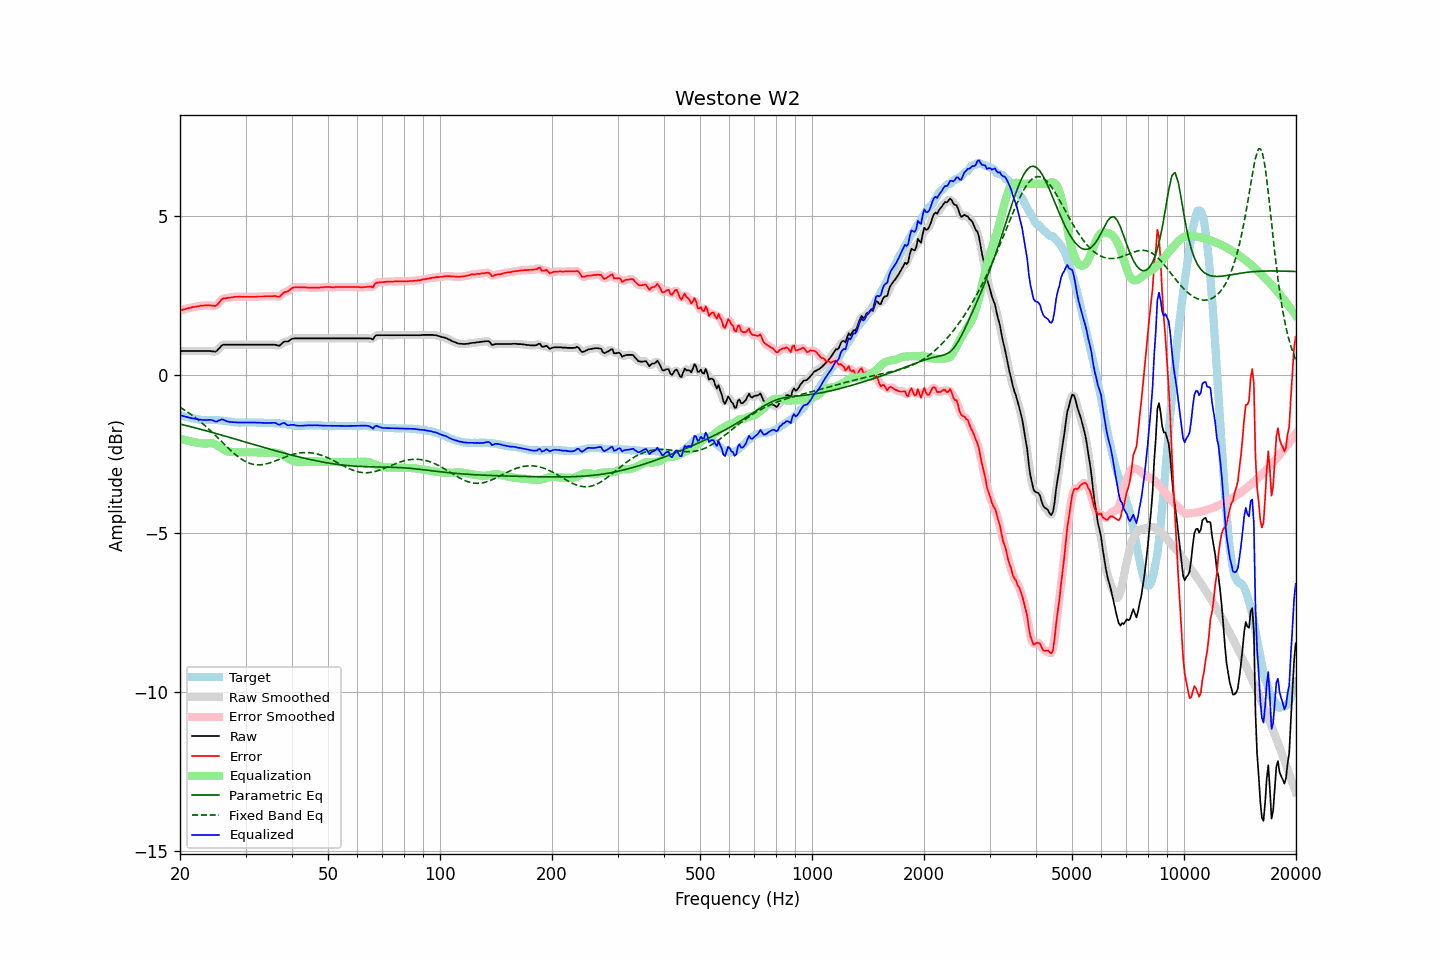 Westone W2
Amplitude (dBr)
5
0
−5
−10
−15
Target
Raw Smoothed
Error Smoothed
Raw
Error
Equalization
Parametric Eq
Fixed Band Eq
Equalized
20 50 100 200 500 1000 2000 5000 10000 20000
Frequency (Hz)